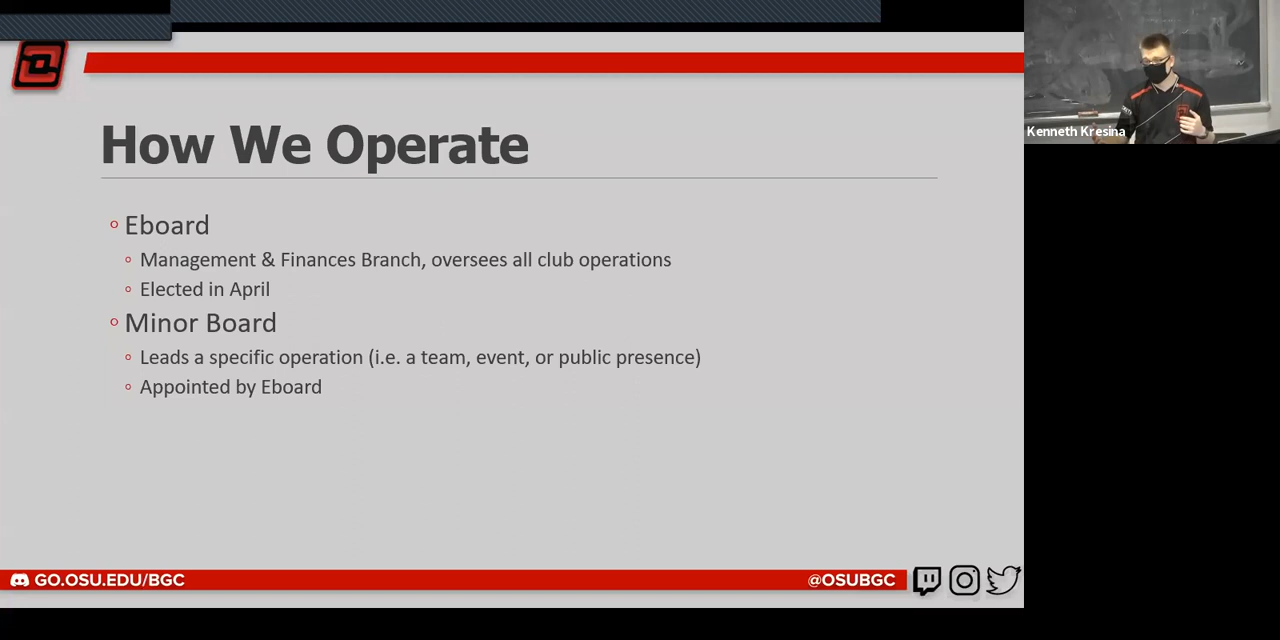 How We Operate
Eboard
Management & Finances Branch, oversees all club operations
Elected in April
Minor Board
Leads a specific operation (i.e. a team, event, or public presence)
Appointed by Eboard
GO.OSU.EDU/BGC
@OSUBGC
Kenneth Kresina